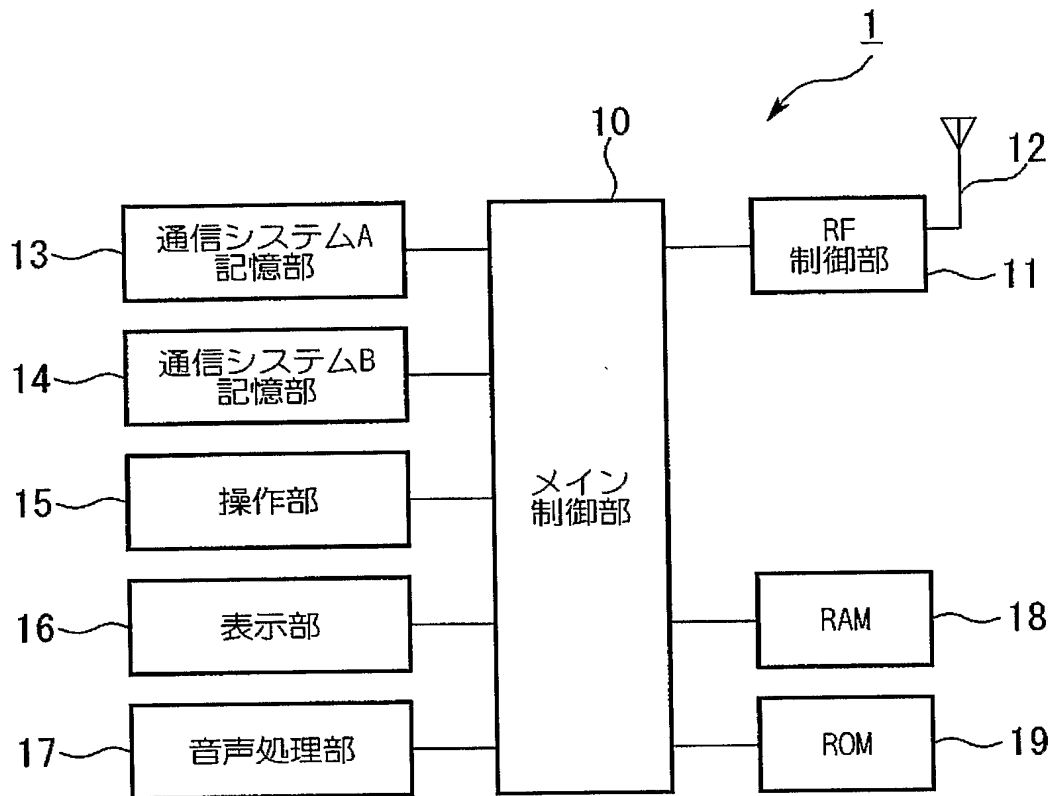 1
10
12
13
通信システムA
記憶部
RF
制御部
11
14
通信システムB
記憶部
15
操作部
メイン
制御部
16
表示部
RAM
18
17
音声処理部
ROM
19